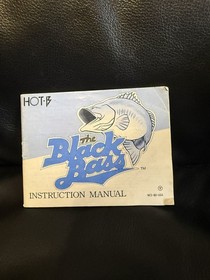 HOT·B
The
Black
Bass
TM
INSTRUCTION MANUAL